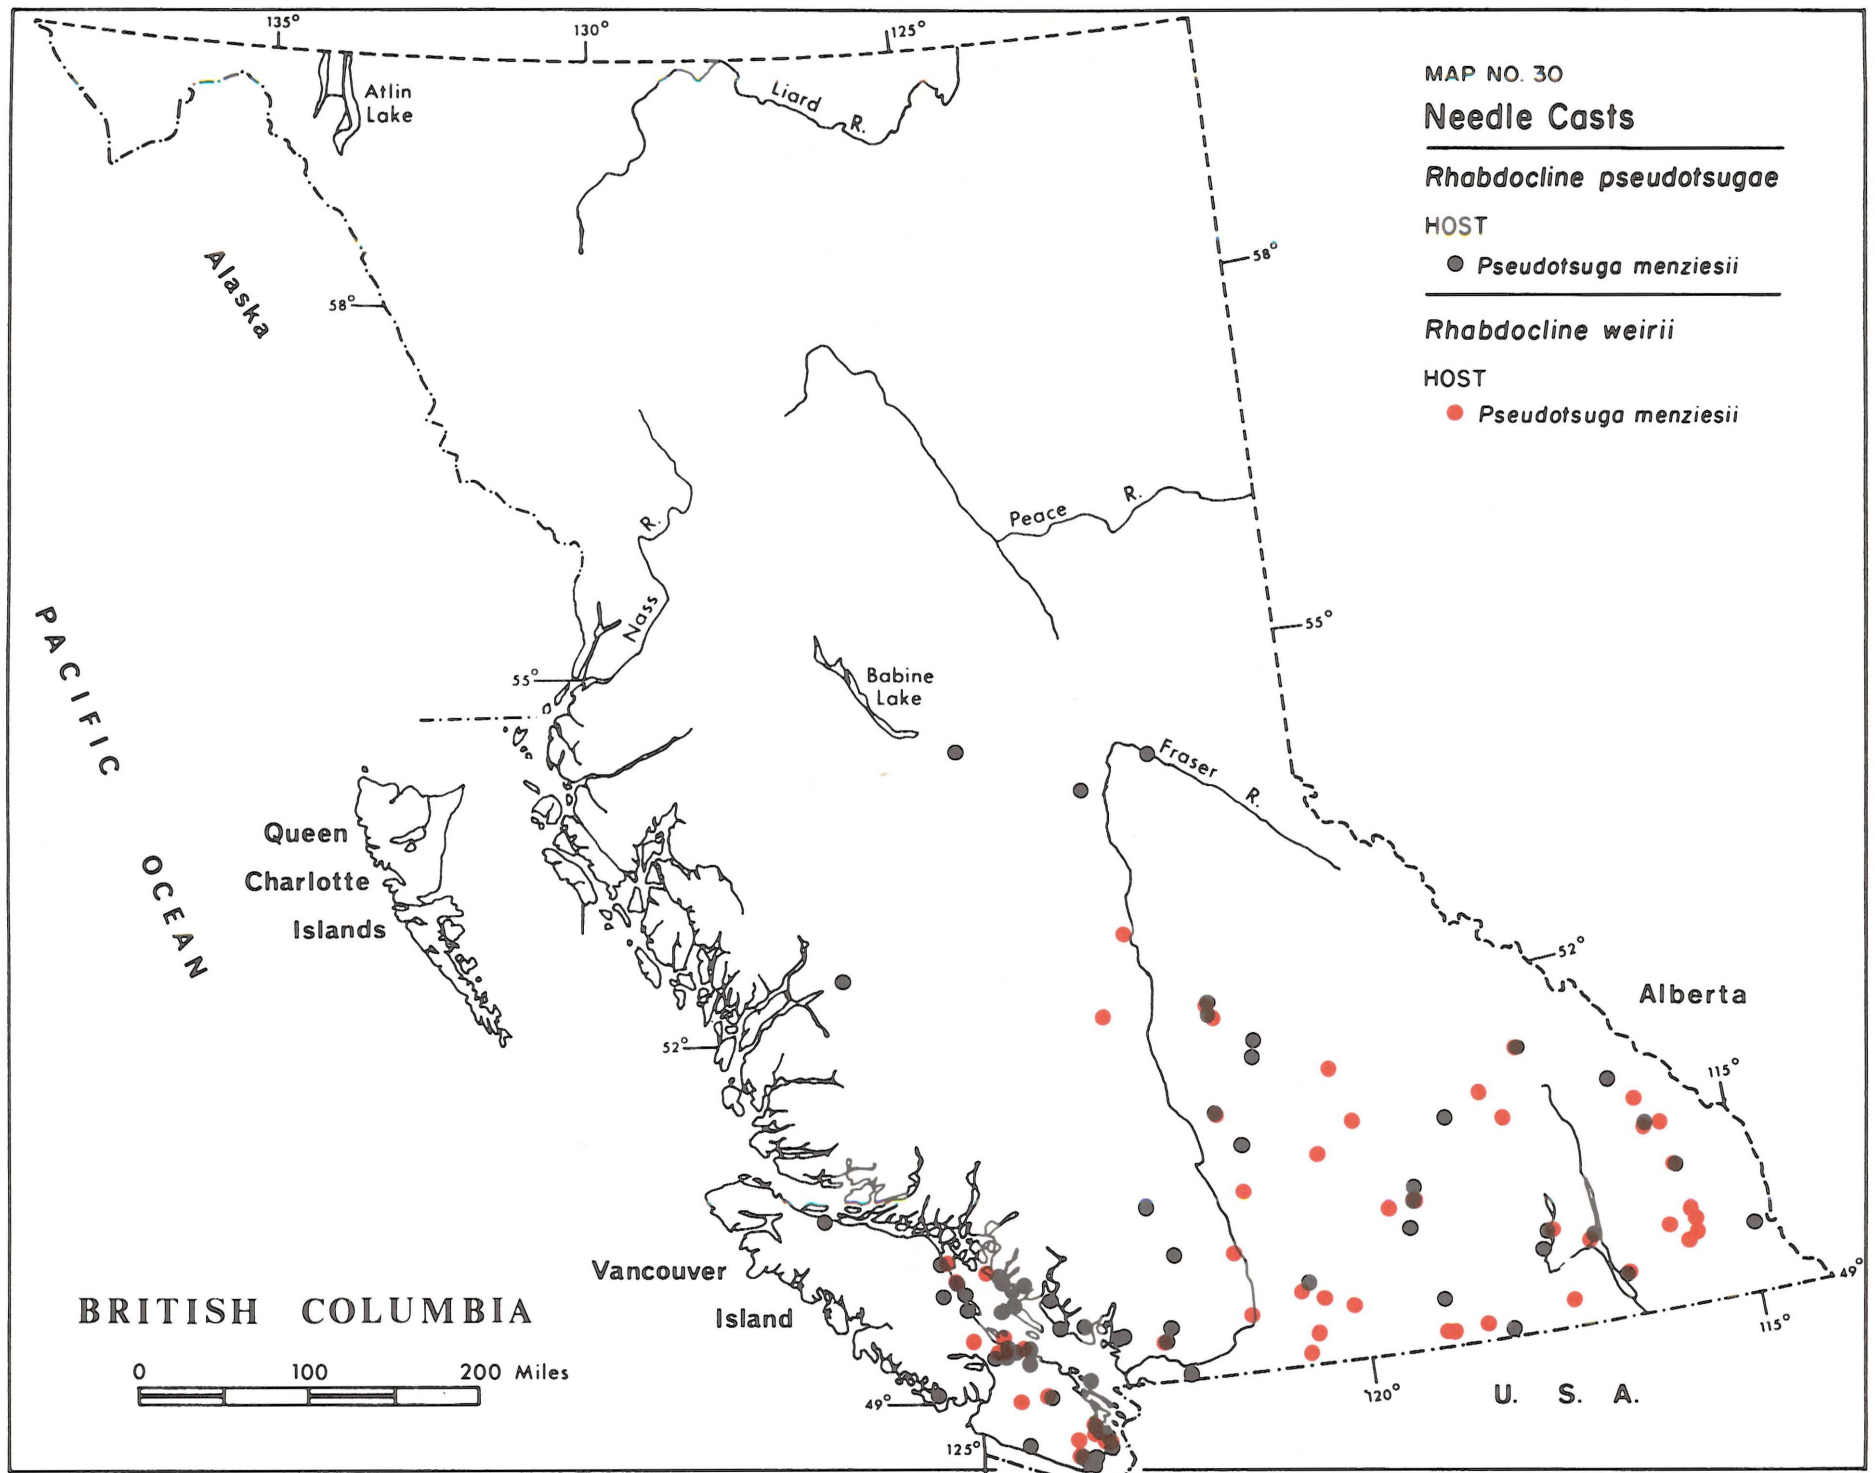 135°
130°
125°
Atlin
Lake
Liard
R.
MAP NO. 30
Needle Casts
Rhabdocline pseudotsugae
HOST
Pseudotsuga menziesii
Rhabdocline weirii
HOST
Pseudotsuga menziesii
Alaska
58°
58°
Peace
R.
Nass
R.
55°
55°
Babine
Lake
Fraser
R.
PACIFIC
OCEAN
Queen
Charlotte
Islands
52°
52°
Alberta
115°
Vancouver
Island
BRITISH COLUMBIA
0 100 200 Miles
49°
49°
115°
120°
U. S. A.
125°